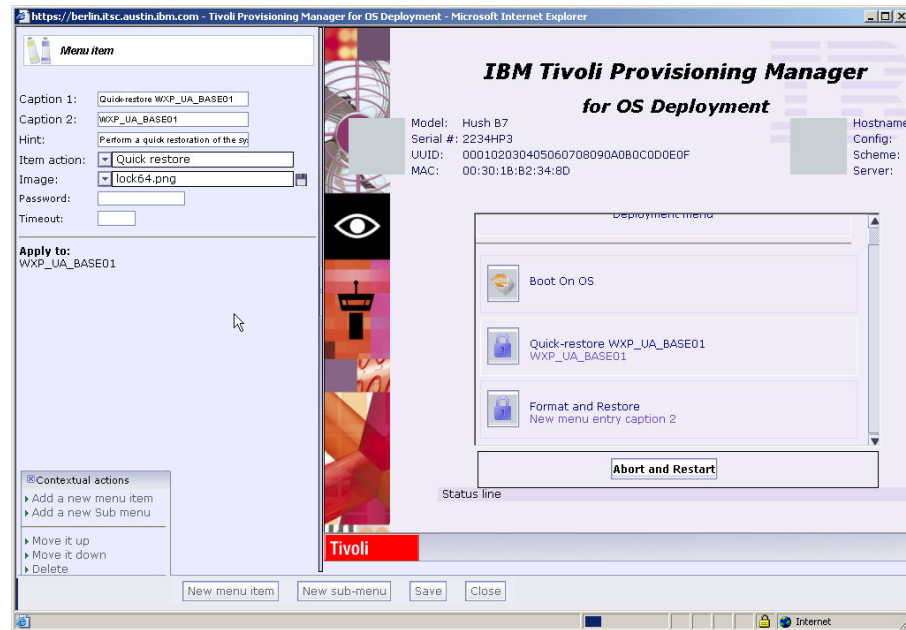 https://berlin.itsc.austin.ibm.com - Tivoli Provisioning Manager for OS Deployment - Microsoft Internet Explorer
Menu item
Caption 1: Quick-restore WXP_UA_BASE01
Caption 2: WXP_UA_BASE01
Hint: Perform a quick restoration of the sy
Item action: Quick restore
Image: lock64.png
Password:
Timeout:
Apply to:
WXP_UA_BASE01
Contextual actions
Add a new menu item
Add a new Sub menu
Move it up
Move it down
Delete
IBM Tivoli Provisioning Manager
for OS Deployment
Model: Hush B7
Serial #: 2234HP3
UUID: 000102030405060708090A0B0C0D0E0F
MAC: 00:30:1B:B2:34:8D
Hostname
Config:
Scheme:
Server:
Deployment menu
Boot On OS
Quick-restore WXP_UA_BASE01
WXP_UA_BASE01
Format and Restore
New menu entry caption 2
Abort and Restart
Status line
Tivoli
New menu item New sub-menu Save Close
Internet